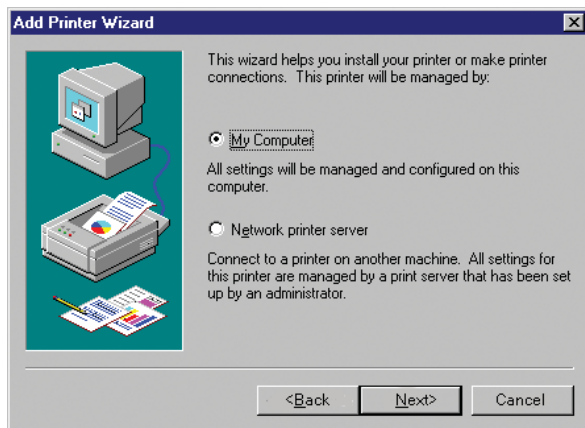 Add Printer Wizard
This wizard helps you install your printer or make printer
connections. This printer will be managed by:
My Computer
All settings will be managed and configured on this
computer.
Network printer server
Connect to a printer on another machine. All settings for
this printer are managed by a print server that has been set
up by an administrator.
<Back
Next>
Cancel